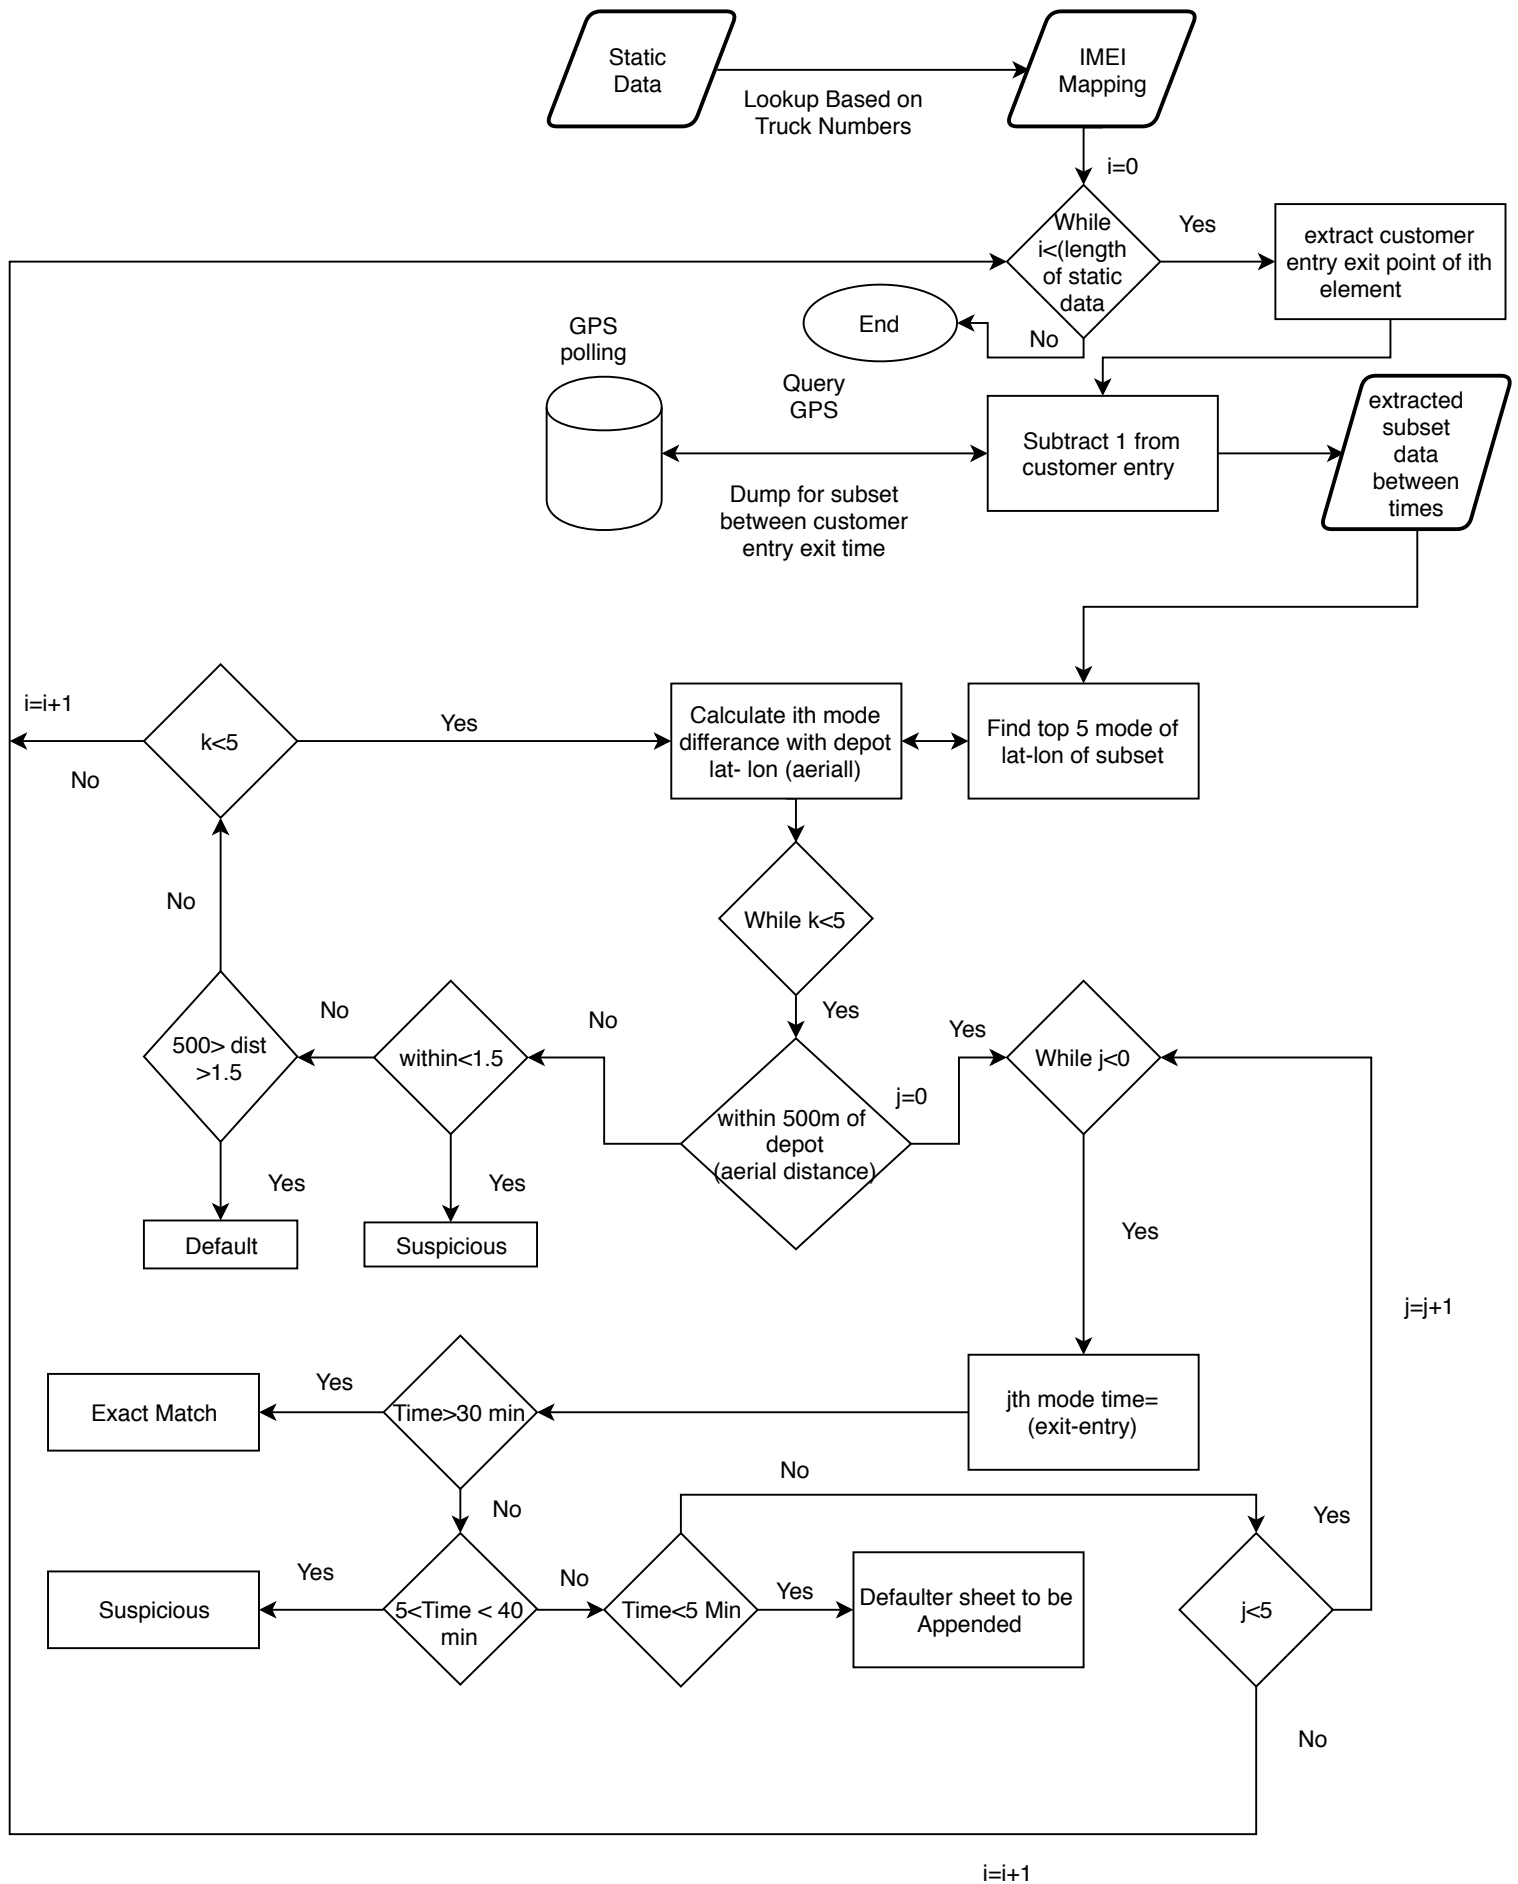 Static
Data
IMEI
Mapping
Lookup Based on
Truck Numbers
i=0
While
i<(length
of static
data
Yes
extract customer
entry exit point of ith
element
End
No
GPS
polling
Query
GPS
Subtract 1 from
customer entry
extracted
subset
data
between
times
Dump for subset
between customer
entry exit time
i=i+1
k<5
Yes
Calculate ith mode
differance with depot
lat- lon (aeriall)
Find top 5 mode of
lat-lon of subset
No
No
While k<5
Yes
No
No
within<1.5
500> dist
>1.5
within 500m of
depot
(aerial distance)
j=0
Yes
While j<0
Yes
Yes
Default
Suspicious
Yes
j=j+1
Exact Match
Yes
Time>30 min
jth mode time=
(exit-entry)
No
No
Yes
Suspicious
Yes
5<Time < 40
min
No
Time<5 Min
Yes
Defaulter sheet to be
Appended
j<5
No
i=i+1